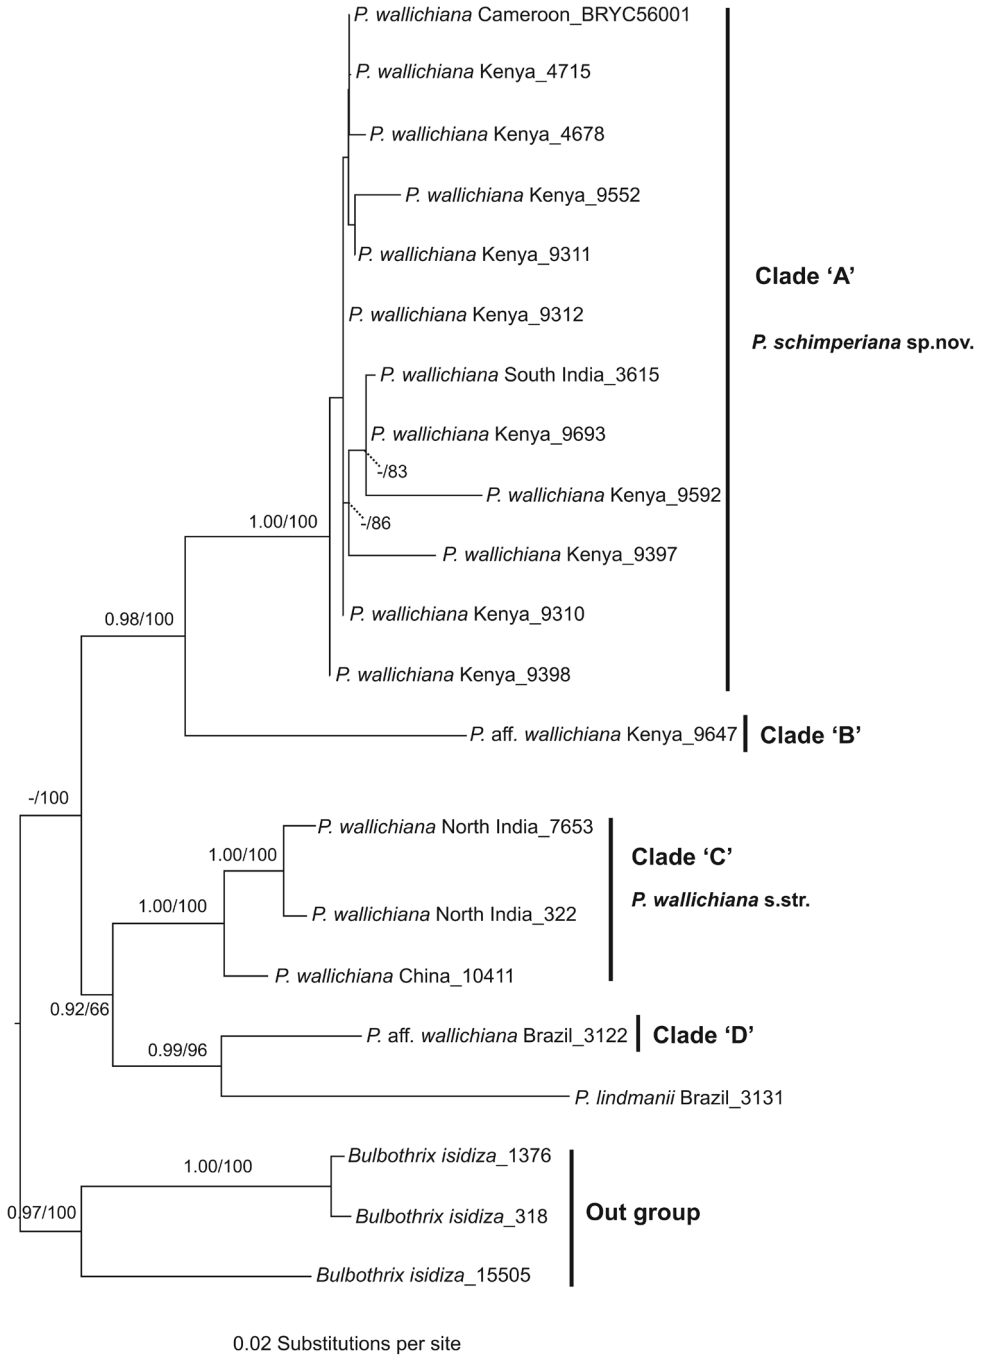 P. wallichiana Cameroon_BRYC56001
P. wallichiana Kenya_4715
P. wallichiana Kenya_4678
P. wallichiana Kenya_9552
P. wallichiana Kenya_9311
Clade ‘A’
P. wallichiana Kenya_9312
P. schimperiana sp.nov.
P. wallichiana South India_3615
P. wallichiana Kenya_9693
-/83
P. wallichiana Kenya_9592
1.00/100
-/86
P. wallichiana Kenya_9397
P. wallichiana Kenya_9310
0.98/100
P. wallichiana Kenya_9398
P. aff. wallichiana Kenya_9647
Clade ‘B’
-/100
P. wallichiana North India_7653
1.00/100
Clade ‘C’
P. wallichiana s.str.
1.00/100
P. wallichiana North India_322
P. wallichiana China_10411
0.92/66
P. aff. wallichiana Brazil_3122
Clade ‘D’
0.99/96
P. lindmanii Brazil_3131
Bulbothrix isidiza_1376
1.00/100
0.97/100
Bulbothrix isidiza_318
Out group
Bulbothrix isidiza_15505
0.02 Substitutions per site